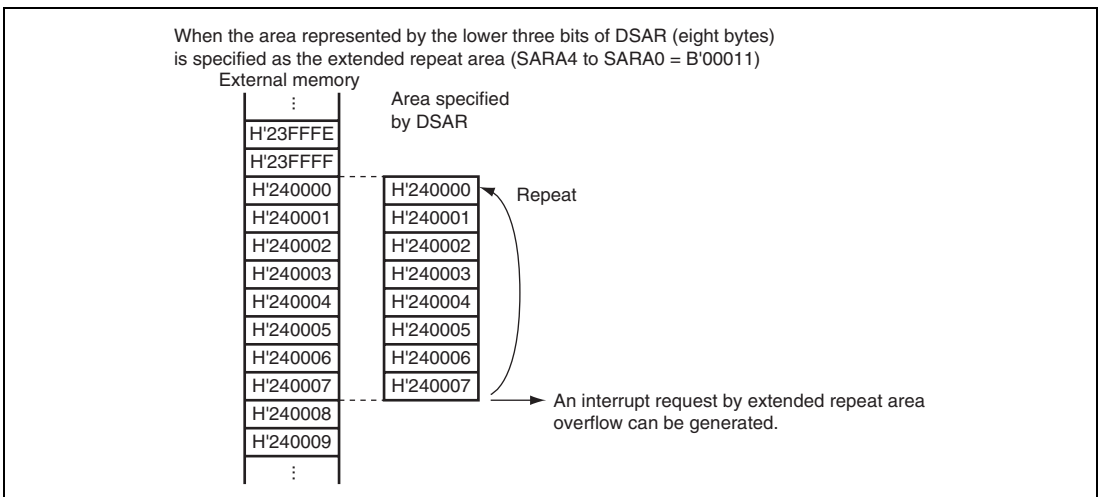 When the area represented by the lower three bits of DSAR (eight bytes)
is specified as the extended repeat area (SARA4 to SARA0 = B'00011)
External memory
Area specified
by DSAR
⋮
H'23FFFE
H'23FFFF
H'240000
H'240001
H'240002
H'240003
H'240004
H'240005
H'240006
H'240007
H'240008
H'240009
⋮
H'240000
H'240001
H'240002
H'240003
H'240004
H'240005
H'240006
H'240007
Repeat
An interrupt request by extended repeat area
overflow can be generated.